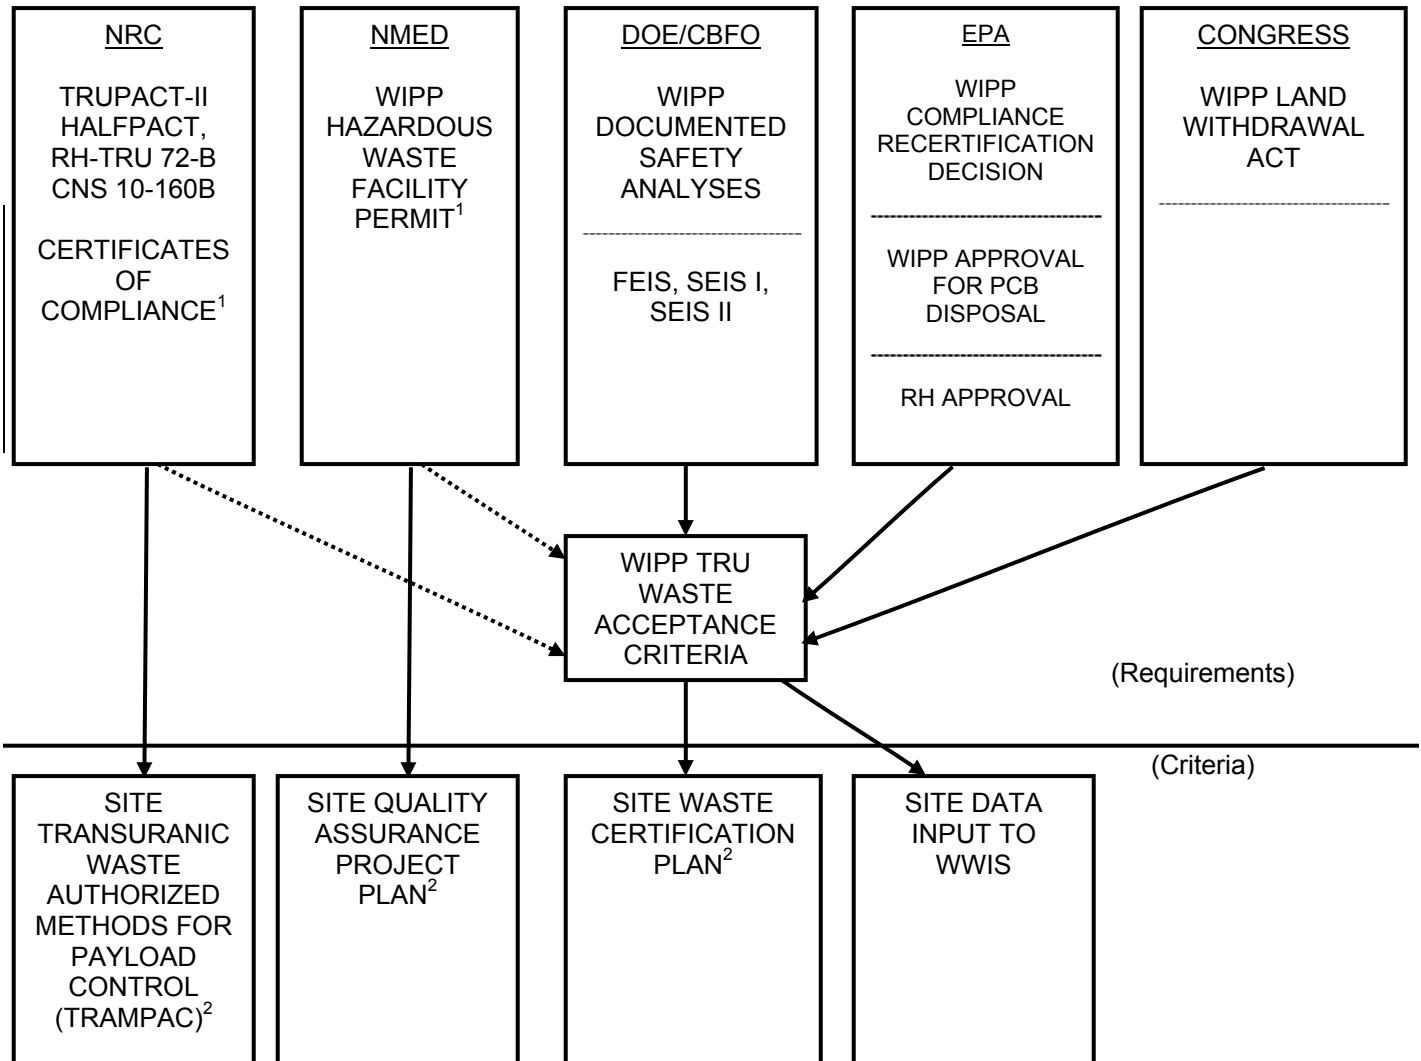 NRC
TRUPACT-II
HALFPACT,
RH-TRU 72-B
CNS 10-160B
CERTIFICATES
OF
COMPLIANCE¹
NMED
WIPP
HAZARDOUS
WASTE
FACILITY
PERMIT¹
DOE/CBFO
WIPP
DOCUMENTED
SAFETY
ANALYSES
FEIS, SEIS I,
SEIS II
EPA
WIPP
COMPLIANCE
RECERTIFICATION
DECISION
WIPP APPROVAL
FOR PCB
DISPOSAL
RH APPROVAL
CONGRESS
WIPP LAND
WITHDRAWAL
ACT
WIPP TRU
WASTE
ACCEPTANCE
CRITERIA
(Requirements)
(Criteria)
SITE
TRANSURANIC
WASTE
AUTHORIZED
METHODS FOR
PAYLOAD
CONTROL
(TRAMPAC)²
SITE QUALITY
ASSURANCE
PROJECT
PLAN²
SITE WASTE
CERTIFICATION
PLAN²
SITE DATA
INPUT TO
WWIS